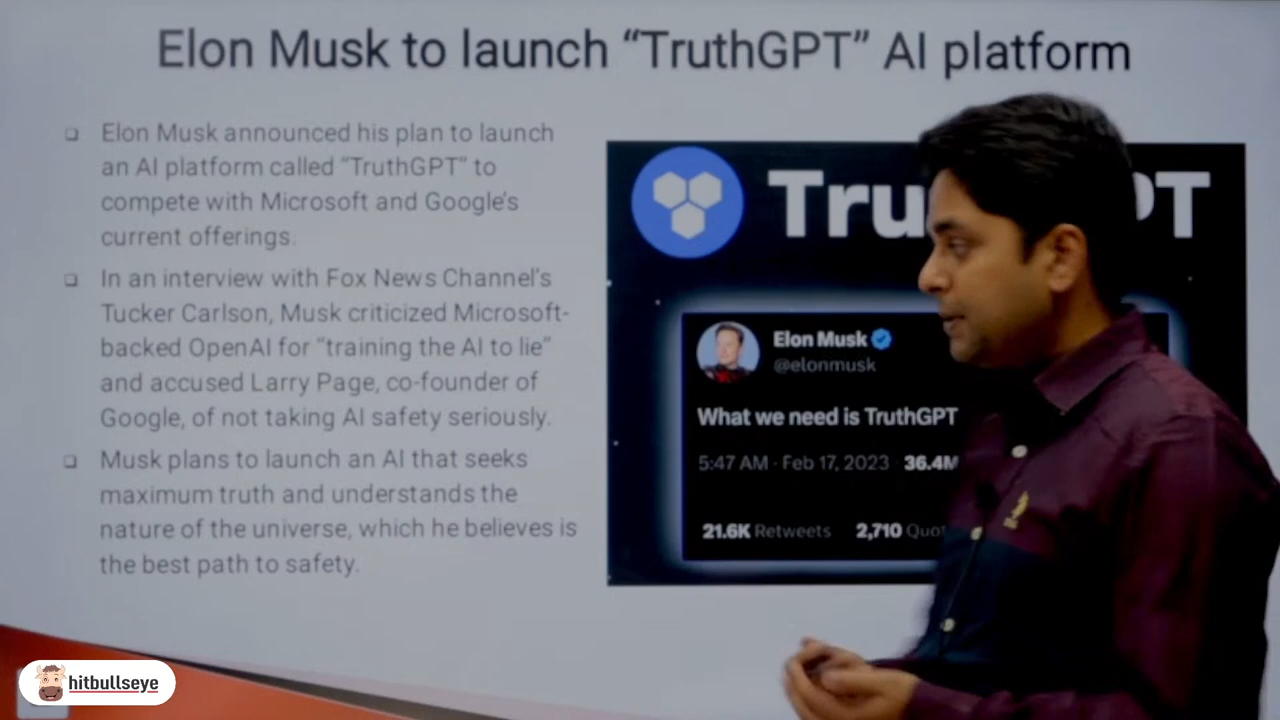 Elon Musk to launch “TruthGPT” AI platform
❑ Elon Musk announced his plan to launch
an AI platform called “TruthGPT” to
compete with Microsoft and Google’s
current offerings.
❑ In an interview with Fox News Channel’s
Tucker Carlson, Musk criticized Microsoft-
backed OpenAI for “training the AI to lie”
and accused Larry Page, co-founder of
Google, of not taking AI safety seriously.
❑ Musk plans to launch an AI that seeks
maximum truth and understands the
nature of the universe, which he believes is
the best path to safety.
Tru PT
Elon Musk
@elonmusk
What we need is TruthGPT
5:47 AM · Feb 17, 2023 36.4M
21.6K Retweets 2,710 Quot
hitbullseye